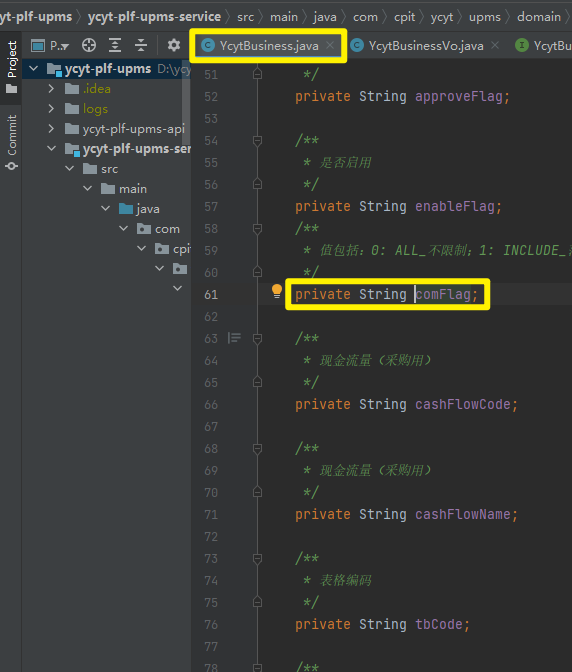 yt-plf-upms › ycyt-plf-upms-service › src › main › java › com › cpit › ycyt › upms › domain
Project
Commit
P..
YcytBusiness.java
YcytBusinessVo.java
YcytBu
ycyt-plf-upms D:\yc
.idea
logs
ycyt-plf-upms-api
ycyt-plf-upms-ser
src
main
java
com
cpit
51 */
52 private String approveFlag;
53
54 /**
55 * 是否启用
56 */
57 private String enableFlag;
58 /**
59 * 值包括：0: ALL_不限制；1: INCLUDE_
60 */
61 private String comFlag;
62
63 /**
64 * 现金流量（采购用）
65 */
66 private String cashFlowCode;
67
68 /**
69 * 现金流量（采购用）
70 */
71 private String cashFlowName;
72
73 /**
74 * 表格编码
75 */
76 private String tbCode;
77
78 /**